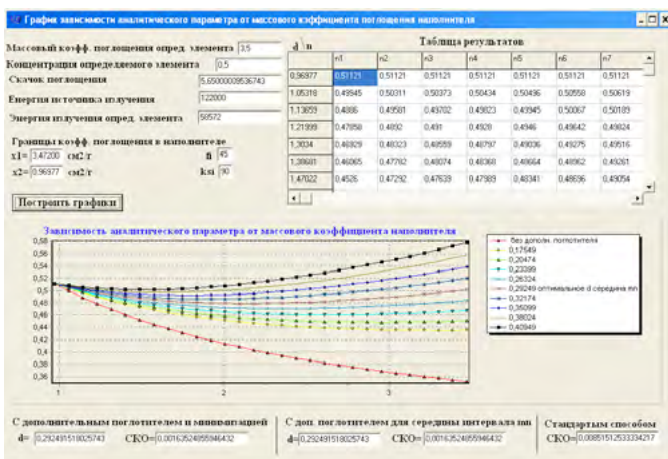 График зависимости аналитического параметра от массового коэффициента поглощения наполнителя
Массовый коэфф. поглощения опред. элемента 3,5
Концентрация определяемого элемента 0,5
Скачок поглощения 5,65000009536743
Енергия источника излучения 122000
Энергия излучения опред. элемента 58572
Границы коэфф. поглощения в наполнителе
x1= 3,47200 см2/г fi 45
x2= 0,96977 см2/г ksi 90
Построить графики
Таблица результатов
d \ n
n1 n2 n3 n4 n5 n6 n7
0,96977 0,51121 0,51121 0,51121 0,51121 0,51121 0,51121 0,51121
1,05318 0,49945 0,50311 0,50373 0,50434 0,50496 0,50558 0,50619
1,13659 0,4886 0,49581 0,49702 0,49823 0,49945 0,50067 0,50189
1,21999 0,47858 0,4892 0,491 0,4928 0,4946 0,49642 0,49824
1,3034 0,46929 0,48323 0,48559 0,48797 0,49036 0,49275 0,49516
1,38681 0,46065 0,47782 0,48074 0,48368 0,48664 0,48962 0,49261
1,47022 0,4526 0,47292 0,47639 0,47989 0,48341 0,48696 0,49054
Зависимость аналитического параметра от массового коэффициента наполнителя
0,58
0,56
0,54
0,52
0,5
0,48
0,46
0,44
0,42
0,4
0,38
0,36
1 2 3
без дополн. поглотителя
0,17549
0,20474
0,23399
0,26324
0,29249 оптимальное d середина mn
0,32174
0,35099
0,38024
0,40949
С дополнительным поглотителем и минимизацией
d= 0,292491518025743 СКО= 0,00163524855946432
С доп. поглотителем для середины интервала mn
d= 0,292491518025743 СКО= 0,00163524855946432
Стандартым способом
СКО= 0,00851512533334217